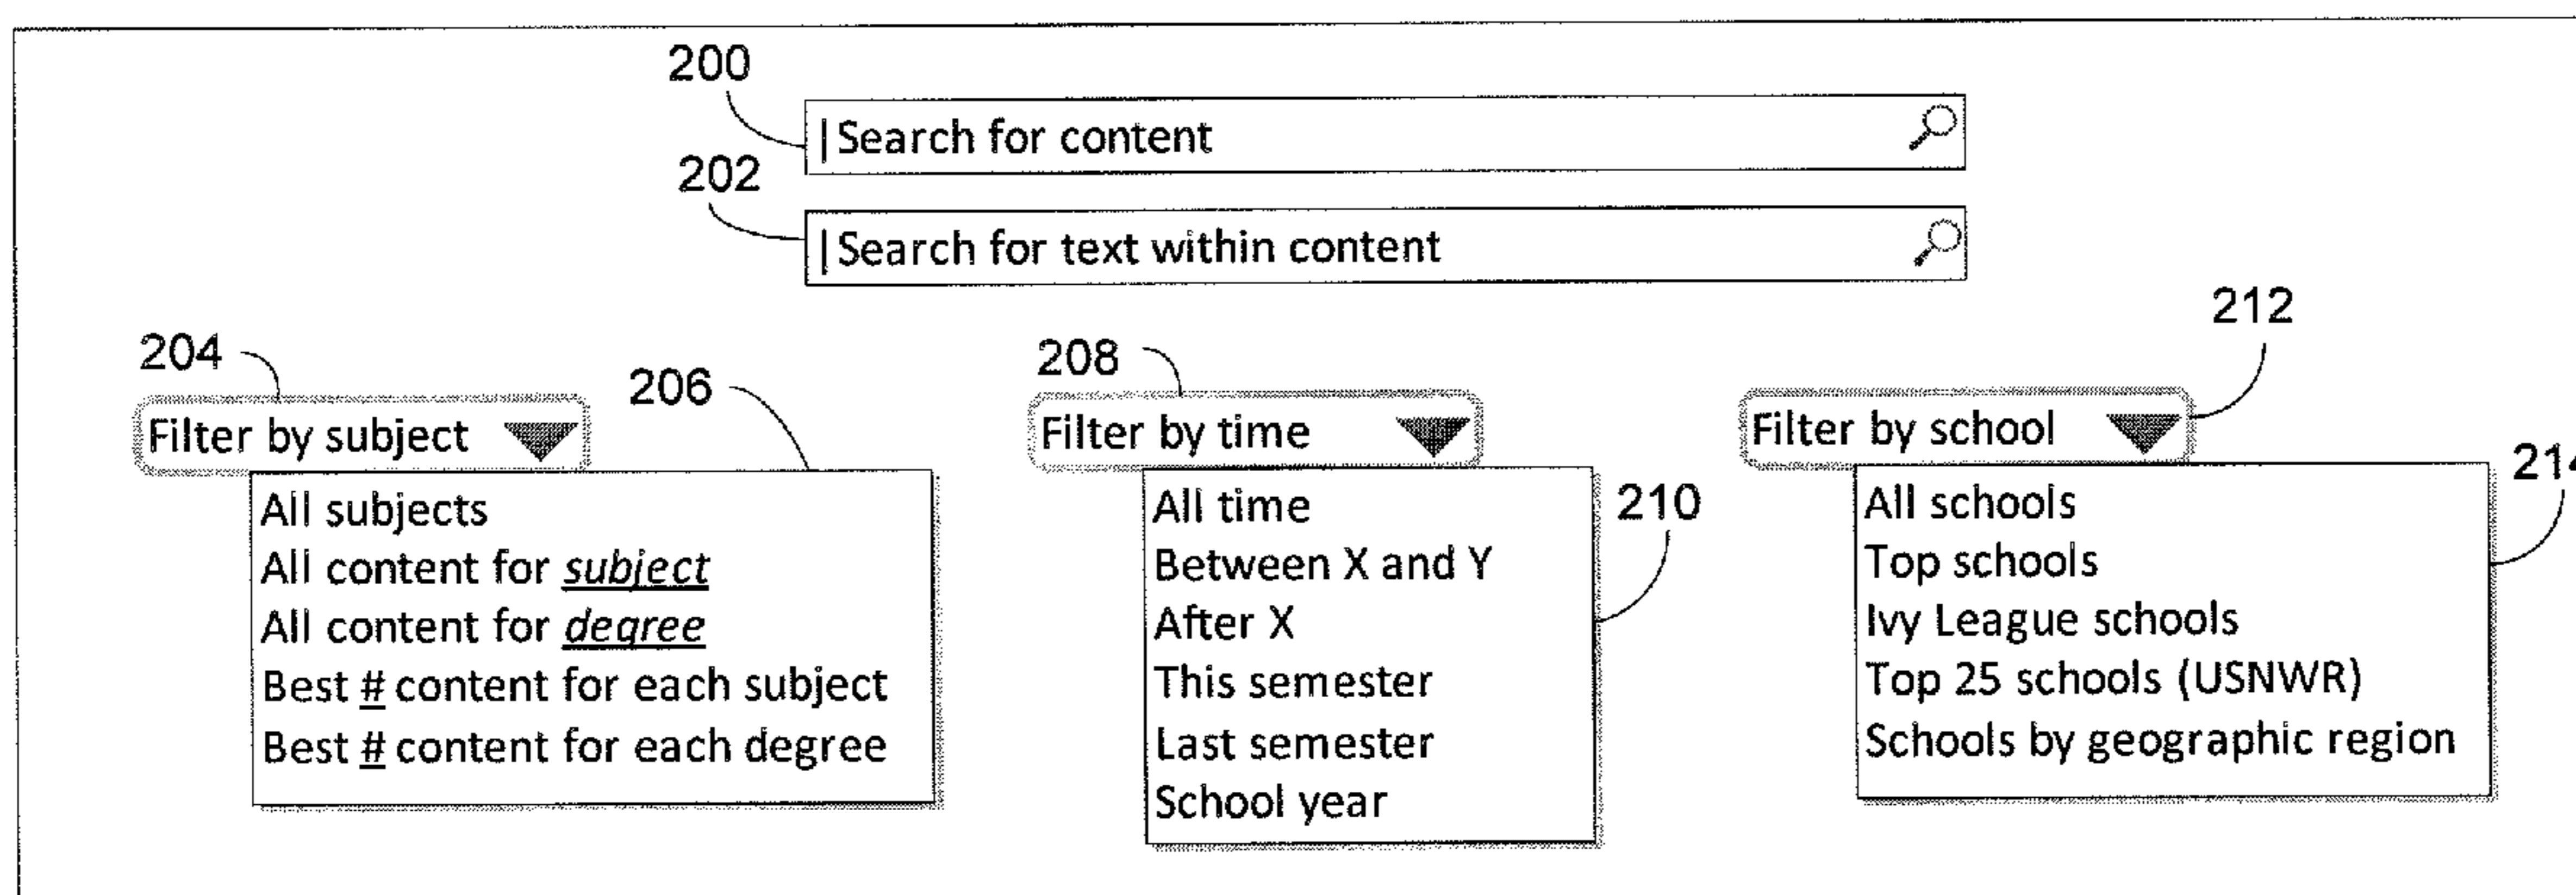 200
Search for content
202
Search for text within content
204
Filter by subject
206
All subjects
All content for subject
All content for degree
Best # content for each subject
Best # content for each degree
208
Filter by time
210
All time
Between X and Y
After X
This semester
Last semester
School year
212
Filter by school
214
All schools
Top schools
Ivy League schools
Top 25 schools (USNWR)
Schools by geographic region